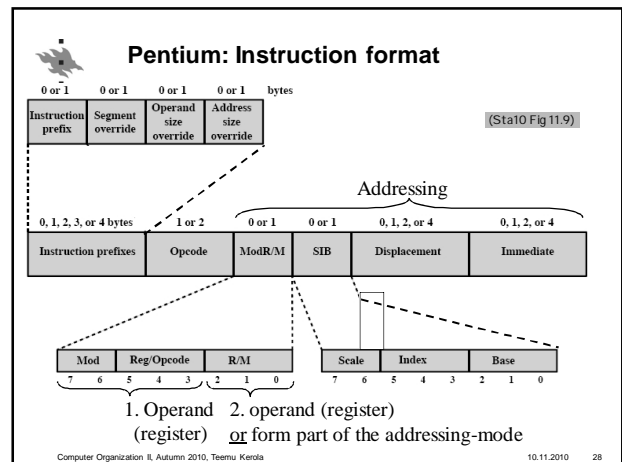 Pentium: Instruction format
0 or 1 0 or 1 0 or 1 0 or 1 bytes
Instruction prefix Segment override Operand size override Address size override
(Sta10 Fig 11.9)
Addressing
0, 1, 2, 3, or 4 bytes 1 or 2 0 or 1 0 or 1 0, 1, 2, or 4 0, 1, 2, or 4
Instruction prefixes Opcode ModR/M SIB Displacement Immediate
Mod Reg/Opcode R/M Scale Index Base
7 6 5 4 3 2 1 0 7 6 5 4 3 2 1 0
1. Operand (register)
2. operand (register)
or form part of the addressing-mode
Computer Organization II, Autumn 2010, Teemu Kerola 10.11.2010 28